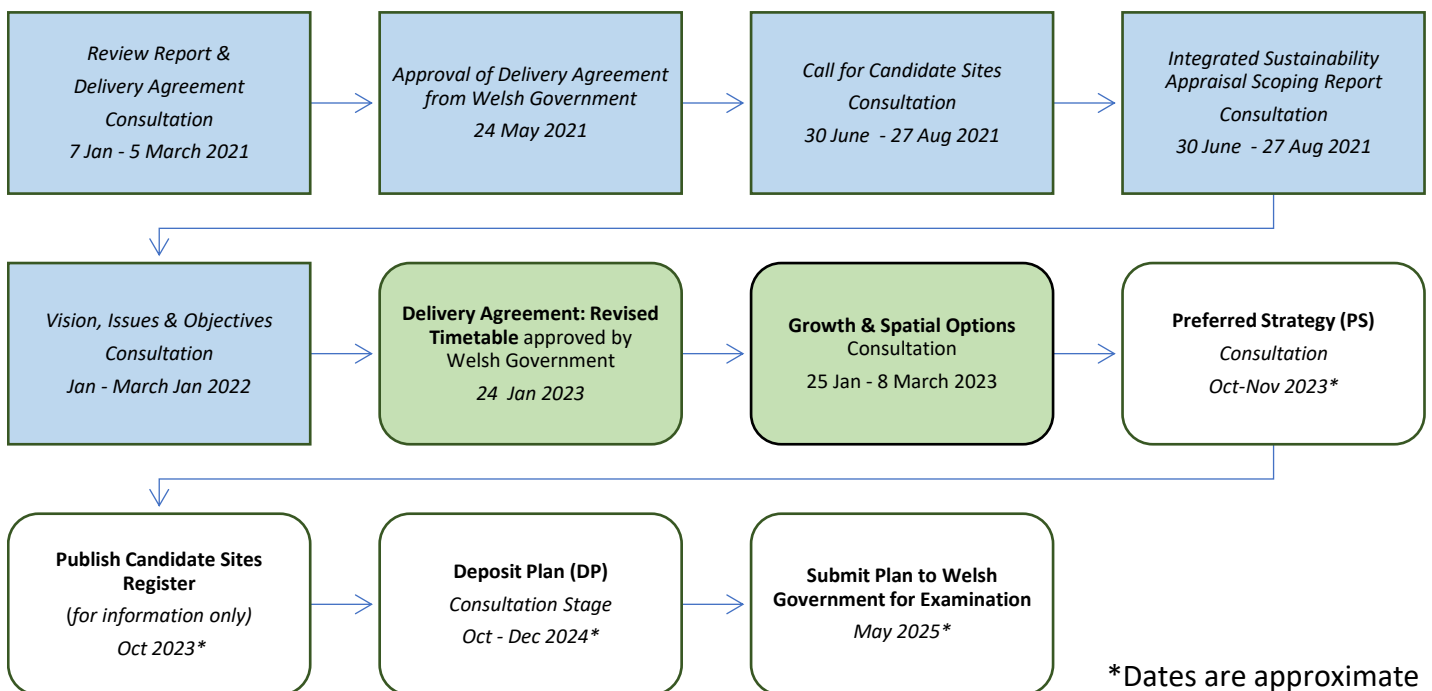 Review Report &
Delivery Agreement
Consultation
7 Jan - 5 March 2021
Approval of Delivery Agreement
from Welsh Government
24 May 2021
Call for Candidate Sites
Consultation
30 June  - 27 Aug 2021
Integrated Sustainability
Appraisal Scoping Report
Consultation
30 June  - 27 Aug 2021
Vision, Issues & Objectives
Consultation
Jan - March Jan 2022
Delivery Agreement: Revised
Timetable approved by
Welsh Government
24  Jan 2023
Growth & Spatial Options
Consultation
25 Jan - 8 March 2023
Preferred Strategy (PS)
Consultation
Oct-Nov 2023*
Publish Candidate Sites
Register
(for information only)
Oct 2023*
Deposit Plan (DP)
Consultation Stage
Oct - Dec 2024*
Submit Plan to Welsh
Government for Examination
May 2025*
*Dates are approximate